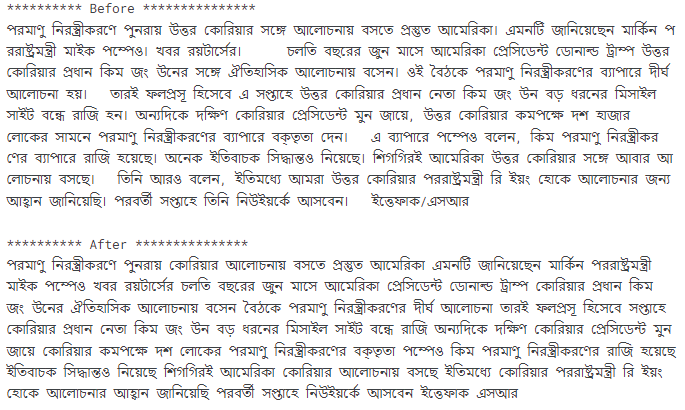 ********** Before ***************
পরমাণু নিরস্ত্রীকরণে পুনরায় উত্তর কোরিয়ার সঙ্গে আলোচনায় বসতে প্রস্তুত আমেরিকা। এমনটি জানিয়েছেন মার্কিন প
ররাষ্ট্রমন্ত্রী মাইক পম্পেও। খবর রয়টার্সের।      চলতি বছরের জুন মাসে আমেরিকা প্রেসিডেন্ট ডোনাল্ড ট্রাম্প উত্তর
কোরিয়ার প্রধান কিম জং উনের সঙ্গে ঐতিহাসিক আলোচনায় বসেন। ওই বৈঠকে পরমাণু নিরস্ত্রীকরণের ব্যাপারে দীর্ঘ
আলোচনা হয়।   তারই ফলপ্রসূ হিসেবে এ সপ্তাহে উত্তর কোরিয়ার প্রধান নেতা কিম জং উন বড় ধরনের মিসাইল
সাইট বন্ধে রাজি হন। অন্যদিকে দক্ষিণ কোরিয়ার প্রেসিডেন্ট মুন জায়ে, উত্তর কোরিয়ার কমপক্ষে দশ হাজার
লোকের সামনে পরমাণু নিরস্ত্রীকরণের ব্যাপারে বক্তৃতা দেন।   এ ব্যাপারে পম্পেও বলেন, কিম পরমাণু নিরস্ত্রীকর
ণের ব্যাপারে রাজি হয়েছে। অনেক ইতিবাচক সিদ্ধান্তও নিয়েছে। শিগগিরই আমেরিকা উত্তর কোরিয়ার সঙ্গে আবার আ
লোচনায় বসছে।   তিনি আরও বলেন, ইতিমধ্যে আমরা উত্তর কোরিয়ার পররাষ্ট্রমন্ত্রী রি ইয়ং হোকে আলোচনার জন্য
আহ্বান জানিয়েছি। পরবর্তী সপ্তাহে তিনি নিউইয়র্কে আসবেন।   ইত্তেফাক/এসআর
********** After ***************
পরমাণু নিরস্ত্রীকরণে পুনরায় কোরিয়ার আলোচনায় বসতে প্রস্তুত আমেরিকা এমনটি জানিয়েছেন মার্কিন পররাষ্ট্রমন্ত্রী
মাইক পম্পেও খবর রয়টার্সের চলতি বছরের জুন মাসে আমেরিকা প্রেসিডেন্ট ডোনাল্ড ট্রাম্প কোরিয়ার প্রধান কিম
জং উনের ঐতিহাসিক আলোচনায় বসেন বৈঠকে পরমাণু নিরস্ত্রীকরণের দীর্ঘ আলোচনা তারই ফলপ্রসূ হিসেবে সপ্তাহে
কোরিয়ার প্রধান নেতা কিম জং উন বড় ধরনের মিসাইল সাইট বন্ধে রাজি অন্যদিকে দক্ষিণ কোরিয়ার প্রেসিডেন্ট মুন
জায়ে কোরিয়ার কমপক্ষে দশ লোকের পরমাণু নিরস্ত্রীকরণের বক্তৃতা পম্পেও কিম পরমাণু নিরস্ত্রীকরণের রাজি হয়েছে
ইতিবাচক সিদ্ধান্তও নিয়েছে শিগগিরই আমেরিকা কোরিয়ার আলোচনায় বসছে ইতিমধ্যে কোরিয়ার পররাষ্ট্রমন্ত্রী রি ইয়ং
হোকে আলোচনার আহ্বান জানিয়েছি পরবর্তী সপ্তাহে নিউইয়র্কে আসবেন ইত্তেফাক এসআর